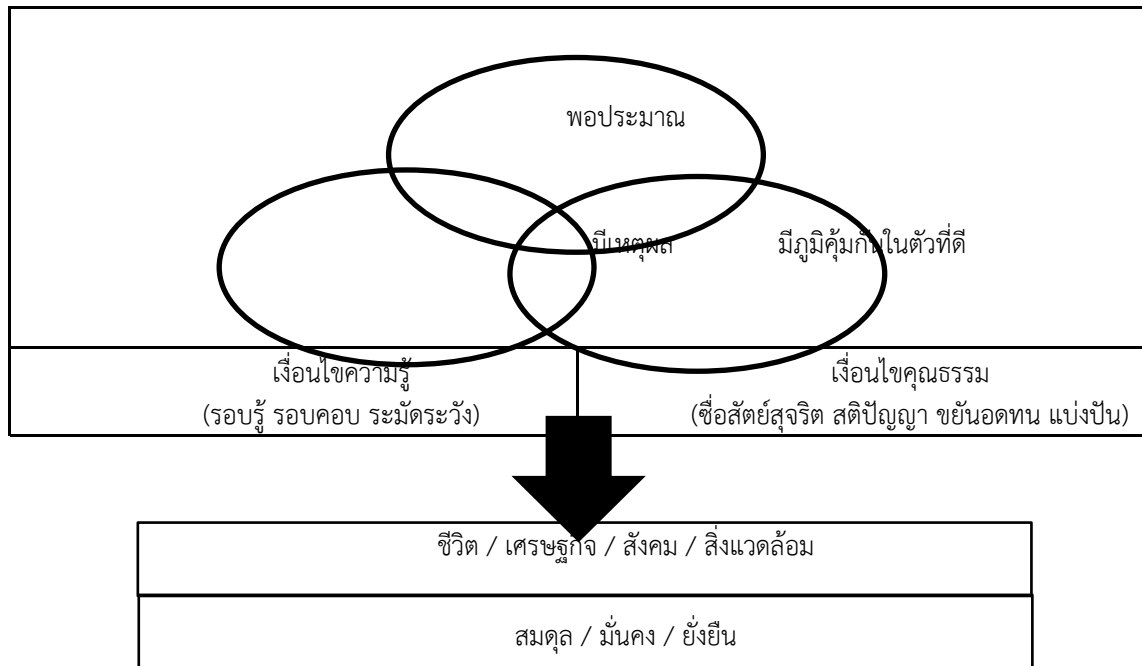 พอประมาณ
มีเหตุผล มีภูมิคุ้มกันในตัวที่ดี
เงื่อนไขความรู้
(รอบรู้ รอบคอบ ระมัดระวัง)
เงื่อนไขคุณธรรม
(ซื่อสัตย์สุจริต สติปัญญา ขยันอดทน แบ่งปัน)
ชีวิต / เศรษฐกิจ / สังคม / สิ่งแวดล้อม
สมดุล / มั่นคง / ยั่งยืน